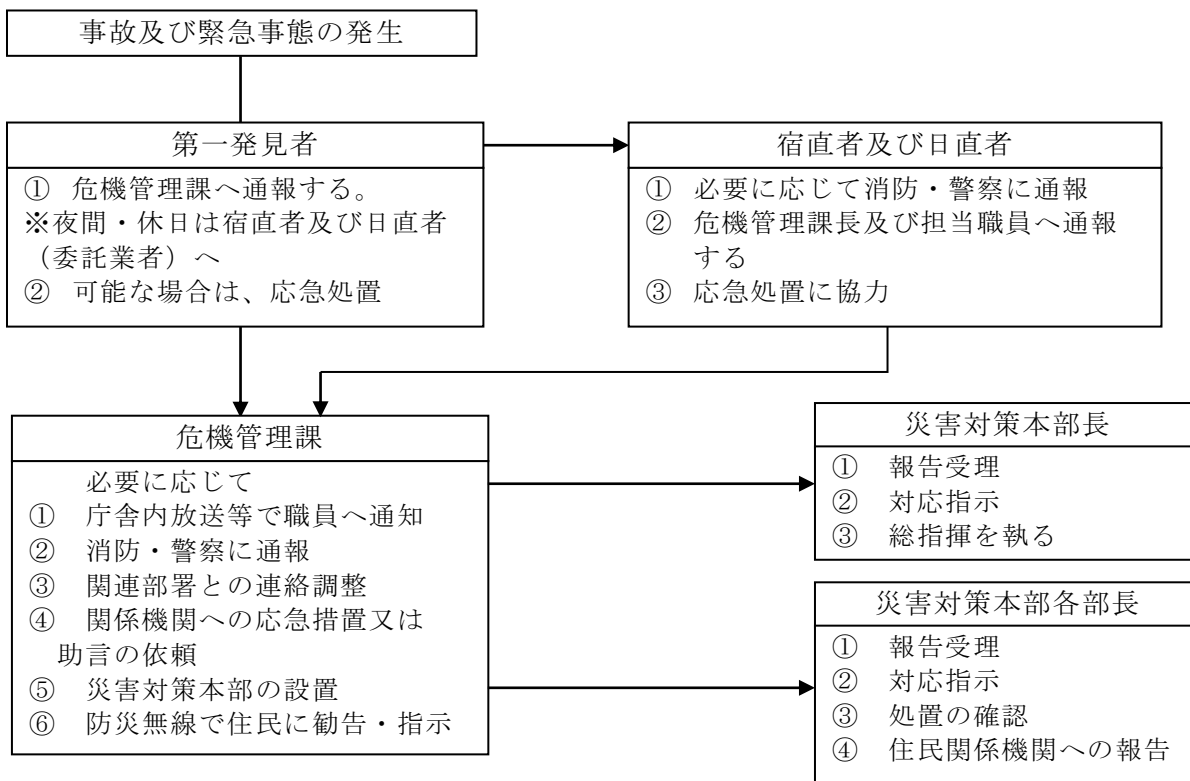 事故及び緊急事態の発生
第一発見者
① 危機管理課へ通報する。
※夜間・休日は宿直者及び日直者
（委託業者）へ
② 可能な場合は、応急処置
宿直者及び日直者
① 必要に応じて消防・警察に通報
② 危機管理課長及び担当職員へ通報
する
③ 応急処置に協力
危機管理課
必要に応じて
① 庁舎内放送等で職員へ通知
② 消防・警察に通報
③ 関連部署との連絡調整
④ 関係機関への応急措置又は
助言の依頼
⑤ 災害対策本部の設置
⑥ 防災無線で住民に勧告・指示
災害対策本部長
① 報告受理
② 対応指示
③ 総指揮を執る
災害対策本部各部長
① 報告受理
② 対応指示
③ 処置の確認
④ 住民関係機関への報告